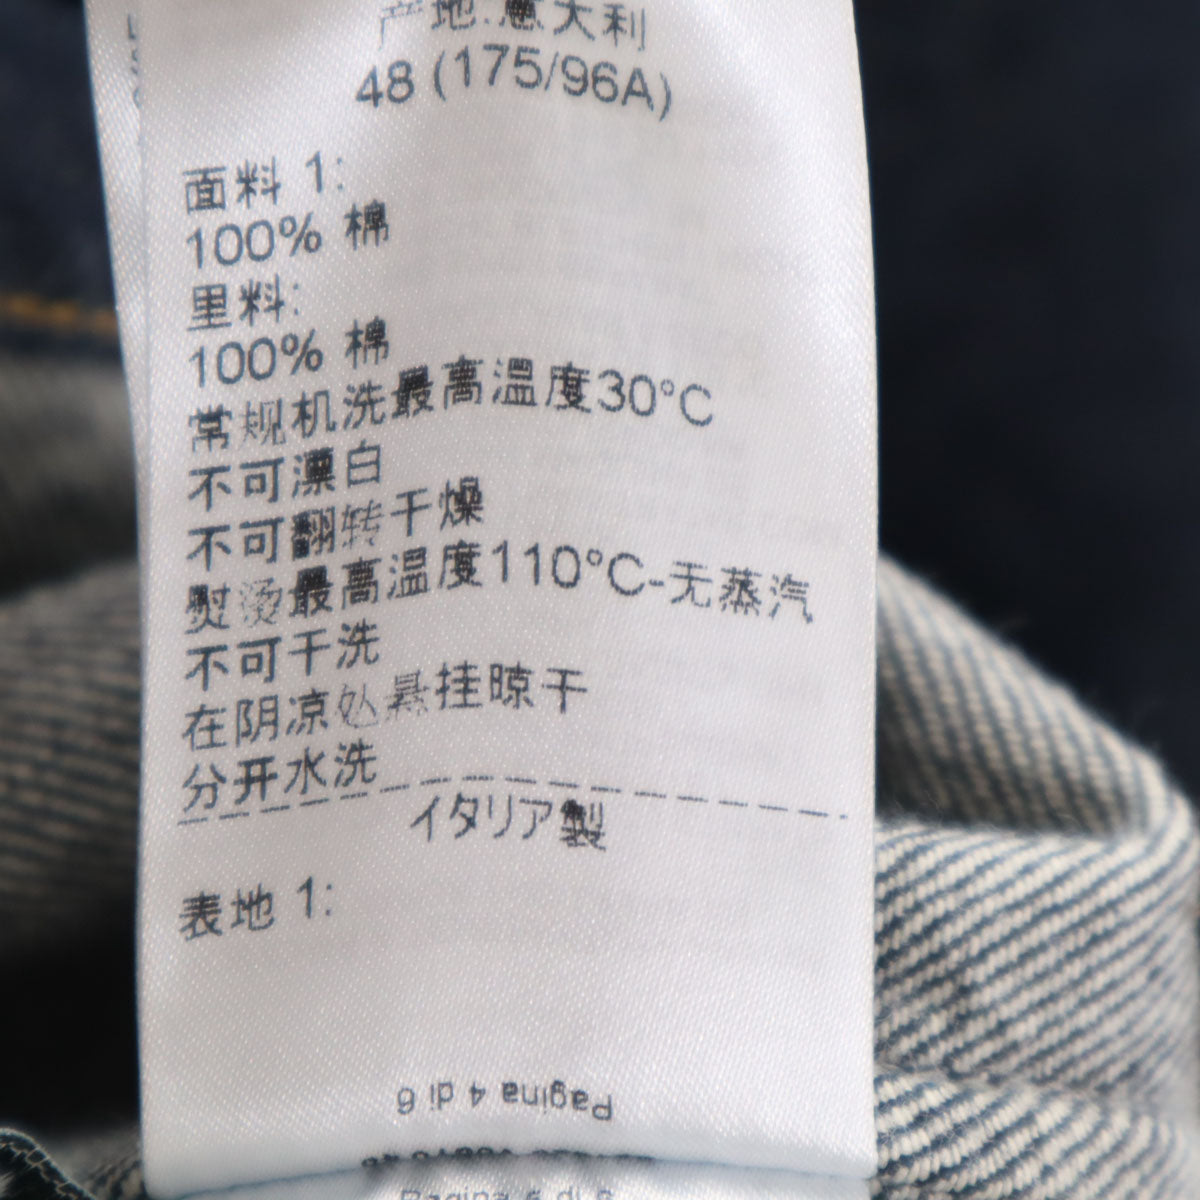 产地:意大利
48 (175/96A)
面料 1:
100% 棉
里料:
100% 棉
常规机洗最高温度30°C
不可漂白
不可翻转干燥
熨烫最高温度110°C-无蒸汽
不可干洗
在阴凉处悬挂晾干
分开水洗
イタリア製
表地 1:
Pagina 4 di 6